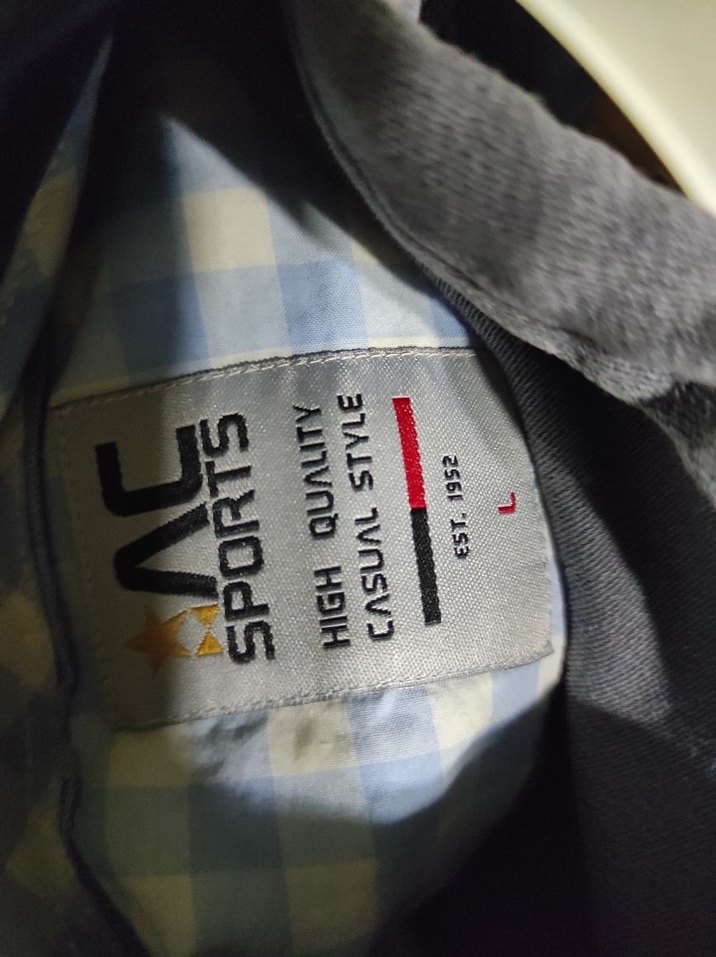 AC
SPORTS
HIGH QUALITY
CASUAL STYLE
EST. 1952
L